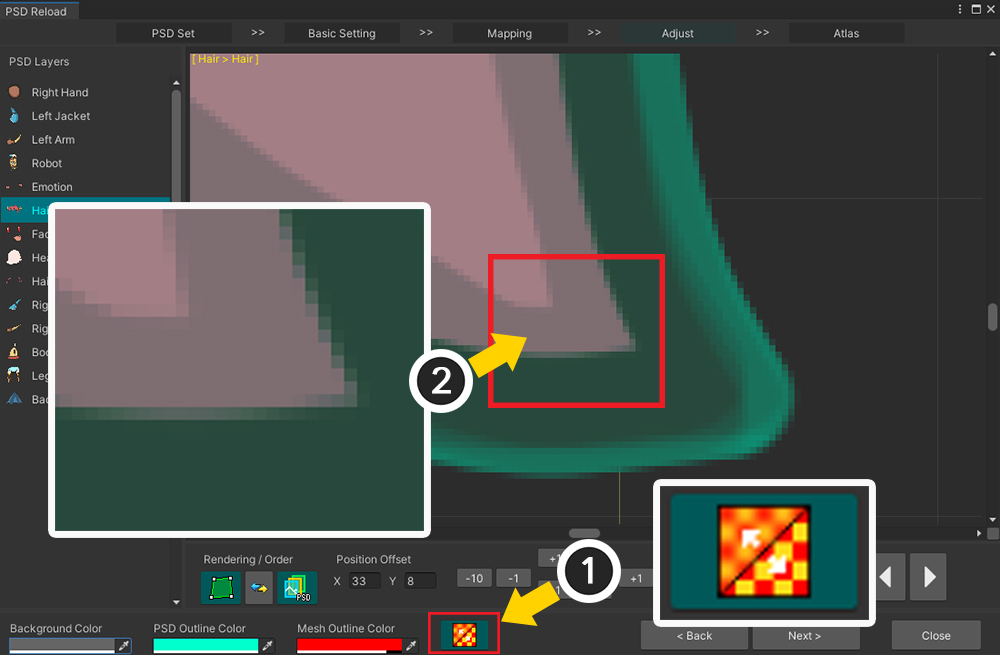 PSD Reload
PSD Set >> Basic Setting >> Mapping >> Adjust >> Atlas
PSD Layers
[ Hair > Hair ]
Right Hand
Left Jacket
Left Arm
Robot
Emotion
Hai
Fac
Hea
Hai
Rig
Rig
Bod
Leg
Bac
2
1
Rendering / Order
Position Offset
PSD
X 33 Y 8
-10 -1 +1
Background Color
PSD Outline Color
Mesh Outline Color
< Back Next > Close